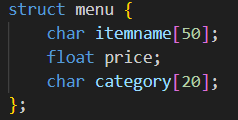 struct menu {
    char itemname[50];
    float price;
    char category[20];
};